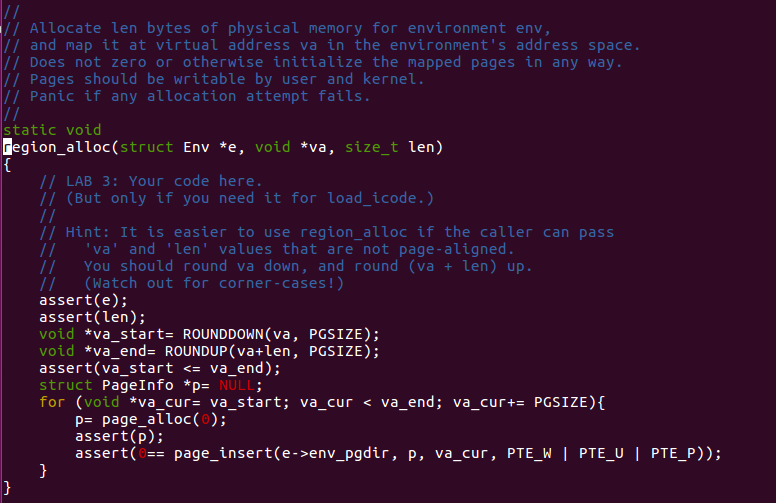 //
// Allocate len bytes of physical memory for environment env,
// and map it at virtual address va in the environment's address space.
// Does not zero or otherwise initialize the mapped pages in any way.
// Pages should be writable by user and kernel.
// Panic if any allocation attempt fails.
//
static void
region_alloc(struct Env *e, void *va, size_t len)
{
    // LAB 3: Your code here.
    // (But only if you need it for load_icode.)
    //
    // Hint: It is easier to use region_alloc if the caller can pass
    //   'va' and 'len' values that are not page-aligned.
    //   You should round va down, and round (va + len) up.
    //   (Watch out for corner-cases!)
    assert(e);
    assert(len);
    void *va_start= ROUNDDOWN(va, PGSIZE);
    void *va_end= ROUNDUP(va+len, PGSIZE);
    assert(va_start <= va_end);
    struct PageInfo *p= NULL;
    for (void *va_cur= va_start; va_cur < va_end; va_cur+= PGSIZE){
        p= page_alloc(0);
        assert(p);
        assert(0== page_insert(e->env_pgdir, p, va_cur, PTE_W | PTE_U | PTE_P));
    }
}